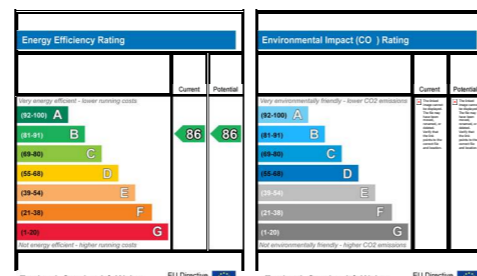 Energy Efficiency Rating
Current Potential
Very energy efficient - lower running costs
(92-100) A
(81-91) B
86 86
(69-80) C
(55-68) D
(39-54) E
(21-38) F
(1-20) G
Not energy efficient - higher running costs
EU Directive
Environmental Impact (CO ) Rating
Current Potential
Very environmentally friendly - lower CO2 emissions
(92-100) A
(81-91) B
(69-80) C
(55-68) D
(39-54) E
(21-38) F
(1-20) G
Not environmentally friendly - higher CO2 emissions
EU Directive